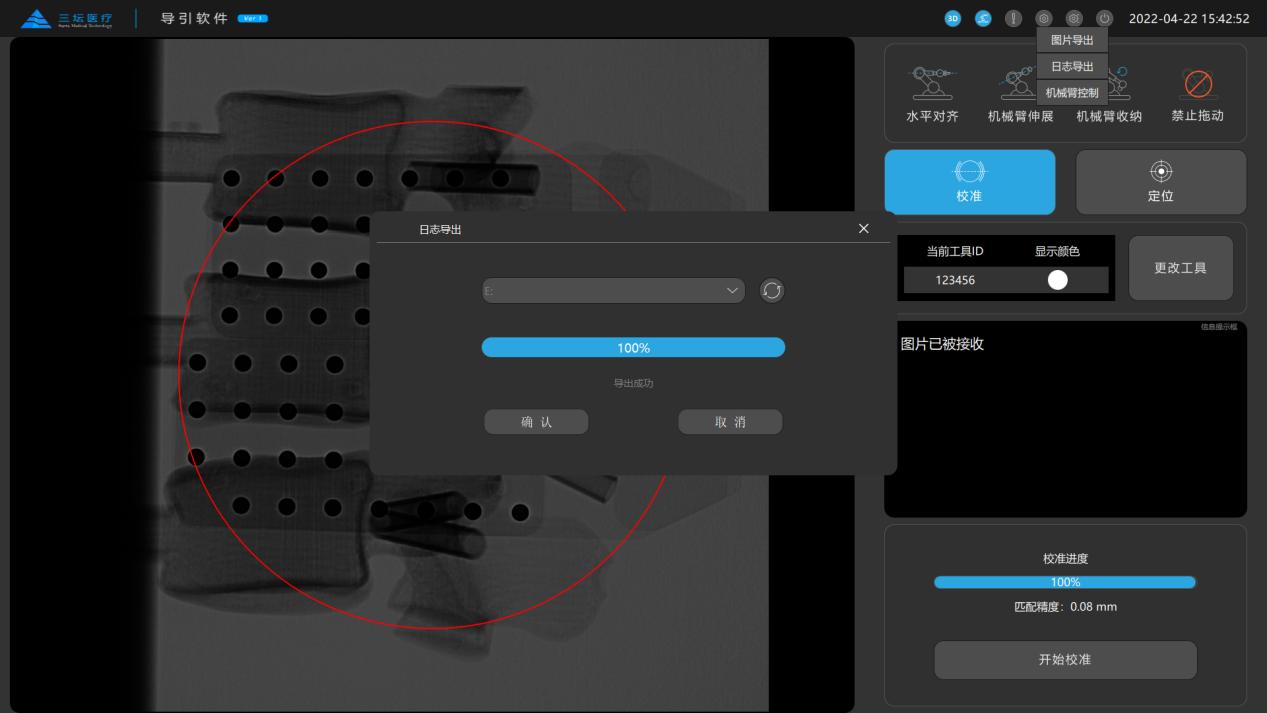 三坛医疗
Santa Medical Technology
导引软件
Ver 1
3D
2022-04-22 15:42:52
图片导出
日志导出
机械臂控制
水平对齐
机械臂伸展
机械臂收纳
禁止拖动
校准
定位
日志导出
当前工具ID
显示颜色
123456
更改工具
E:
100%
导出成功
确 认
取 消
信息提示框
图片已被接收
校准进度
100%
匹配精度：0.08 mm
开始校准